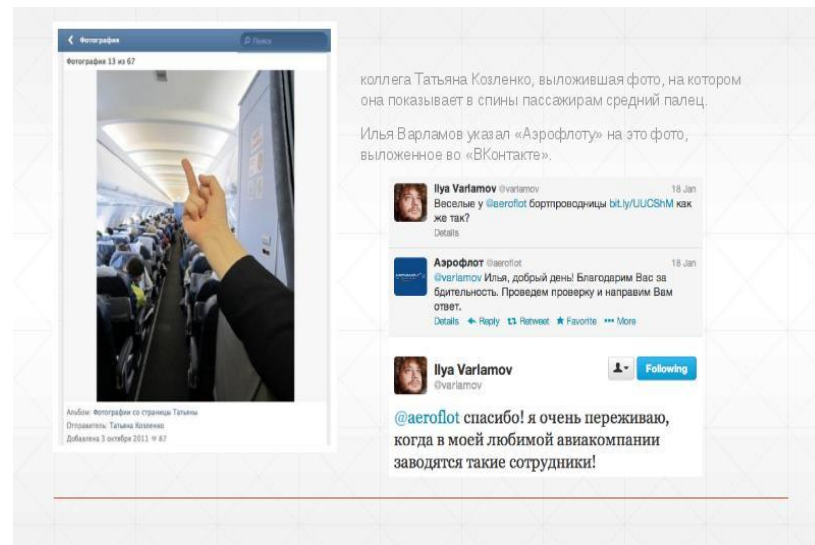 Фотография
Поиск
Фотография 13 из 67
Альбом: Фотографии со страницы Татьяны
Отправитель: Татьяна Козленко
Добавлена 3 октября 2011 ♥ 87
коллега Татьяна Козленко, выложившая фото, на котором
она показывает в спины пассажирам средний палец.
Илья Варламов указал «Аэрофлоту» на это фото,
выложенное во «ВКонтакте».
Ilya Varlamov @varlamov 18 Jan
Веселые у @aeroflot бортпроводницы bit.ly/UUCShM как
же так?
Details
Аэрофлот @aeroflot 18 Jan
@varlamov Илья, добрый день! Благодарим Вас за
бдительность. Проведем проверку и направим Вам
ответ.
Details Reply Retweet Favorite ••• More
Ilya Varlamov
@varlamov
Following
@aeroflot спасибо! я очень переживаю,
когда в моей любимой авиакомпании
заводятся такие сотрудники!